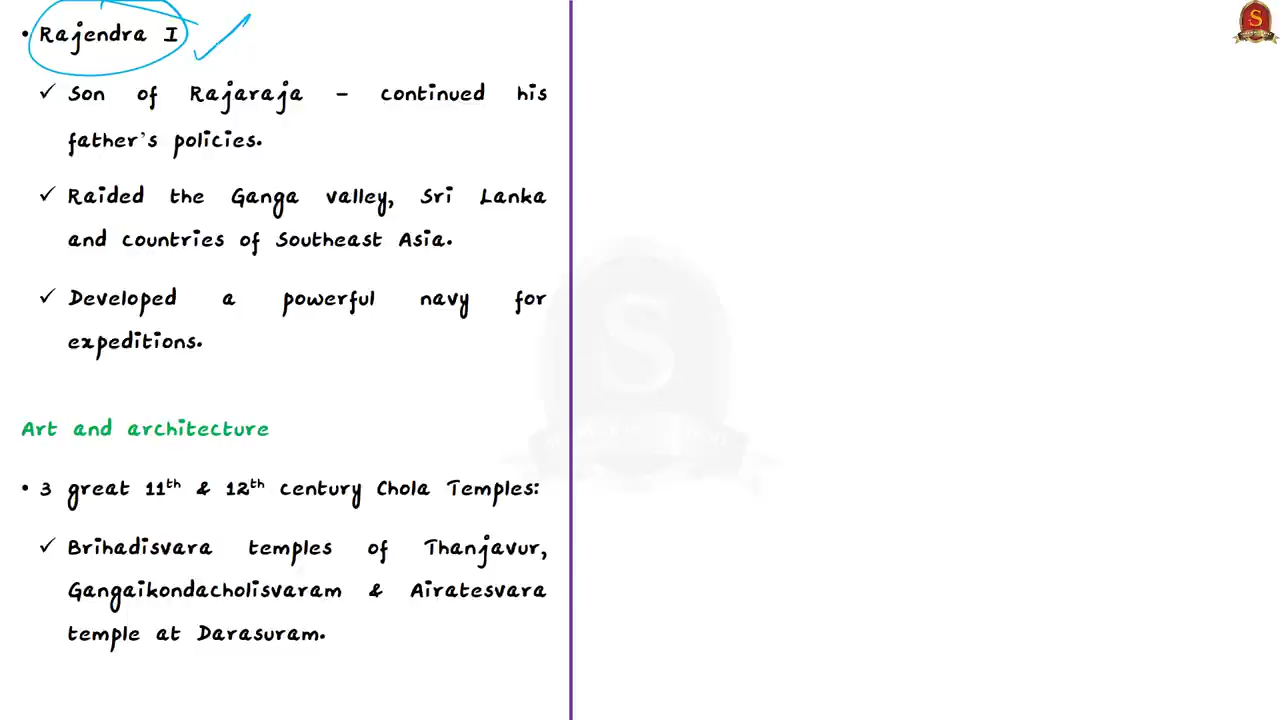 • Rajendra I
✓ Son of Rajaraja – continued his
father's policies.
✓ Raided the Ganga valley, Sri Lanka
and countries of Southeast Asia.
✓ Developed a powerful navy for
expeditions.
Art and architecture
• 3 great 11th & 12th century Chola Temples:
✓ Brihadisvara temples of Thanjavur,
Gangaikondacholisvaram & Airatesvara
temple at Darasuram.
S
S